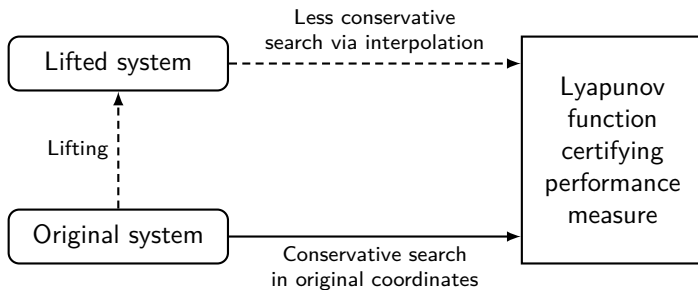 Less conservative
search via interpolation
Lifted system
Lyapunov
function
certifying
performance
measure
Lifting
Original system
Conservative search
in original coordinates